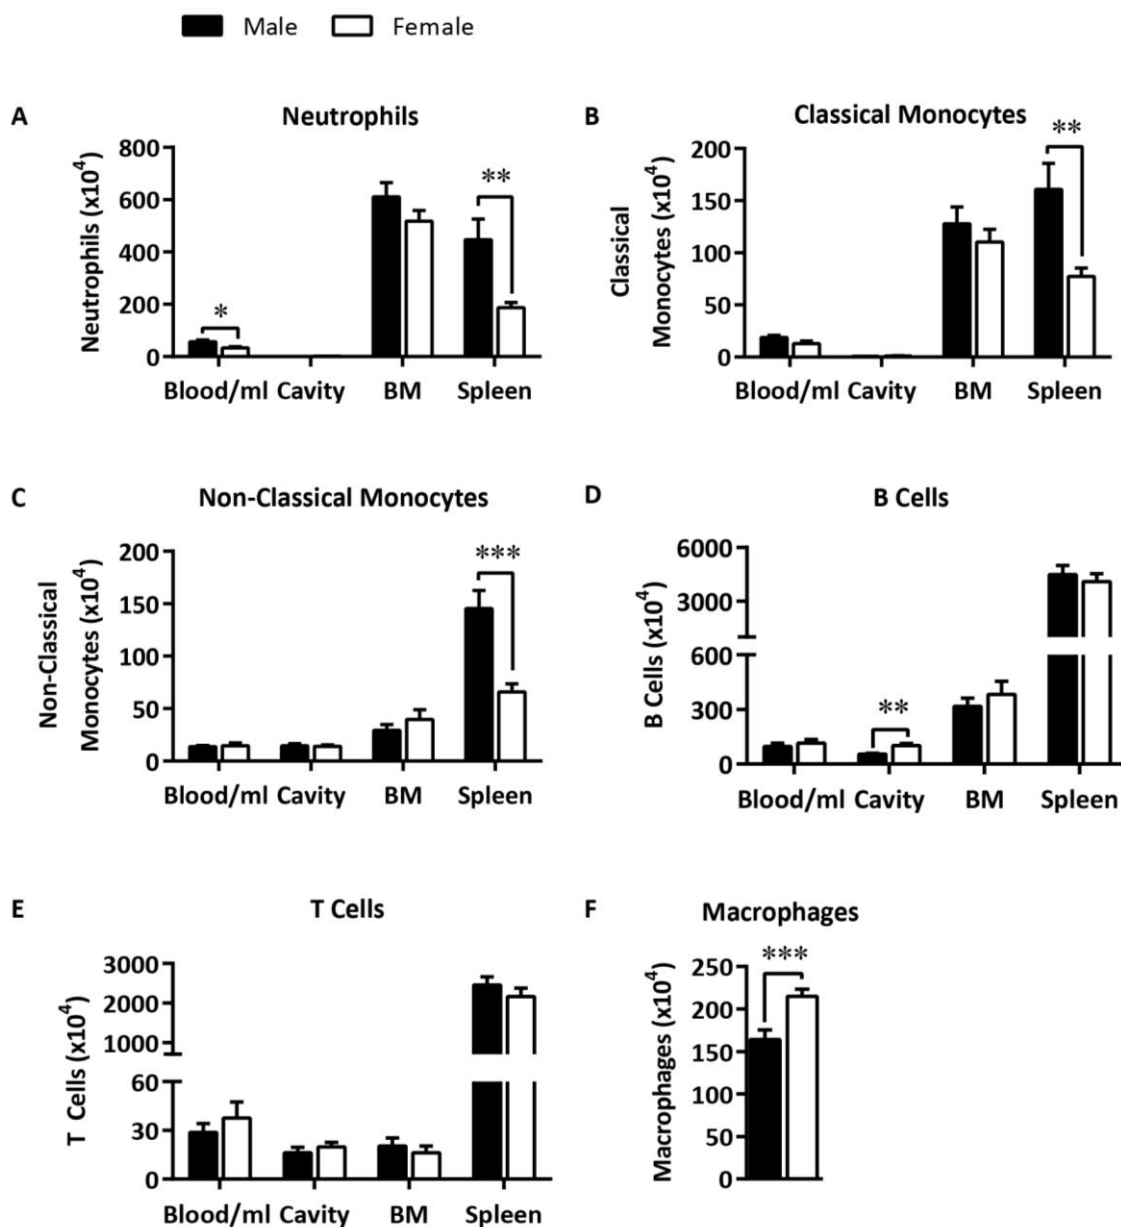 Male Female
A
Neutrophils
Neutrophils (x10⁴)
800
600
400
200
0
*
**
Blood/ml Cavity BM Spleen
B
Classical Monocytes
Classical
Monocytes (x10⁴)
200
150
100
50
0
**
Blood/ml Cavity BM Spleen
C
Non-Classical Monocytes
Non-Classical
Monocytes (x10⁴)
200
150
100
50
0
***
Blood/ml Cavity BM Spleen
D
B Cells
B Cells (x10⁴)
6000
3000
600
300
0
**
Blood/ml Cavity BM Spleen
E
T Cells
T Cells (x10⁴)
3000
2000
1000
60
30
0
Blood/ml Cavity BM Spleen
F
Macrophages
Macrophages (x10⁴)
250
200
150
100
50
0
***